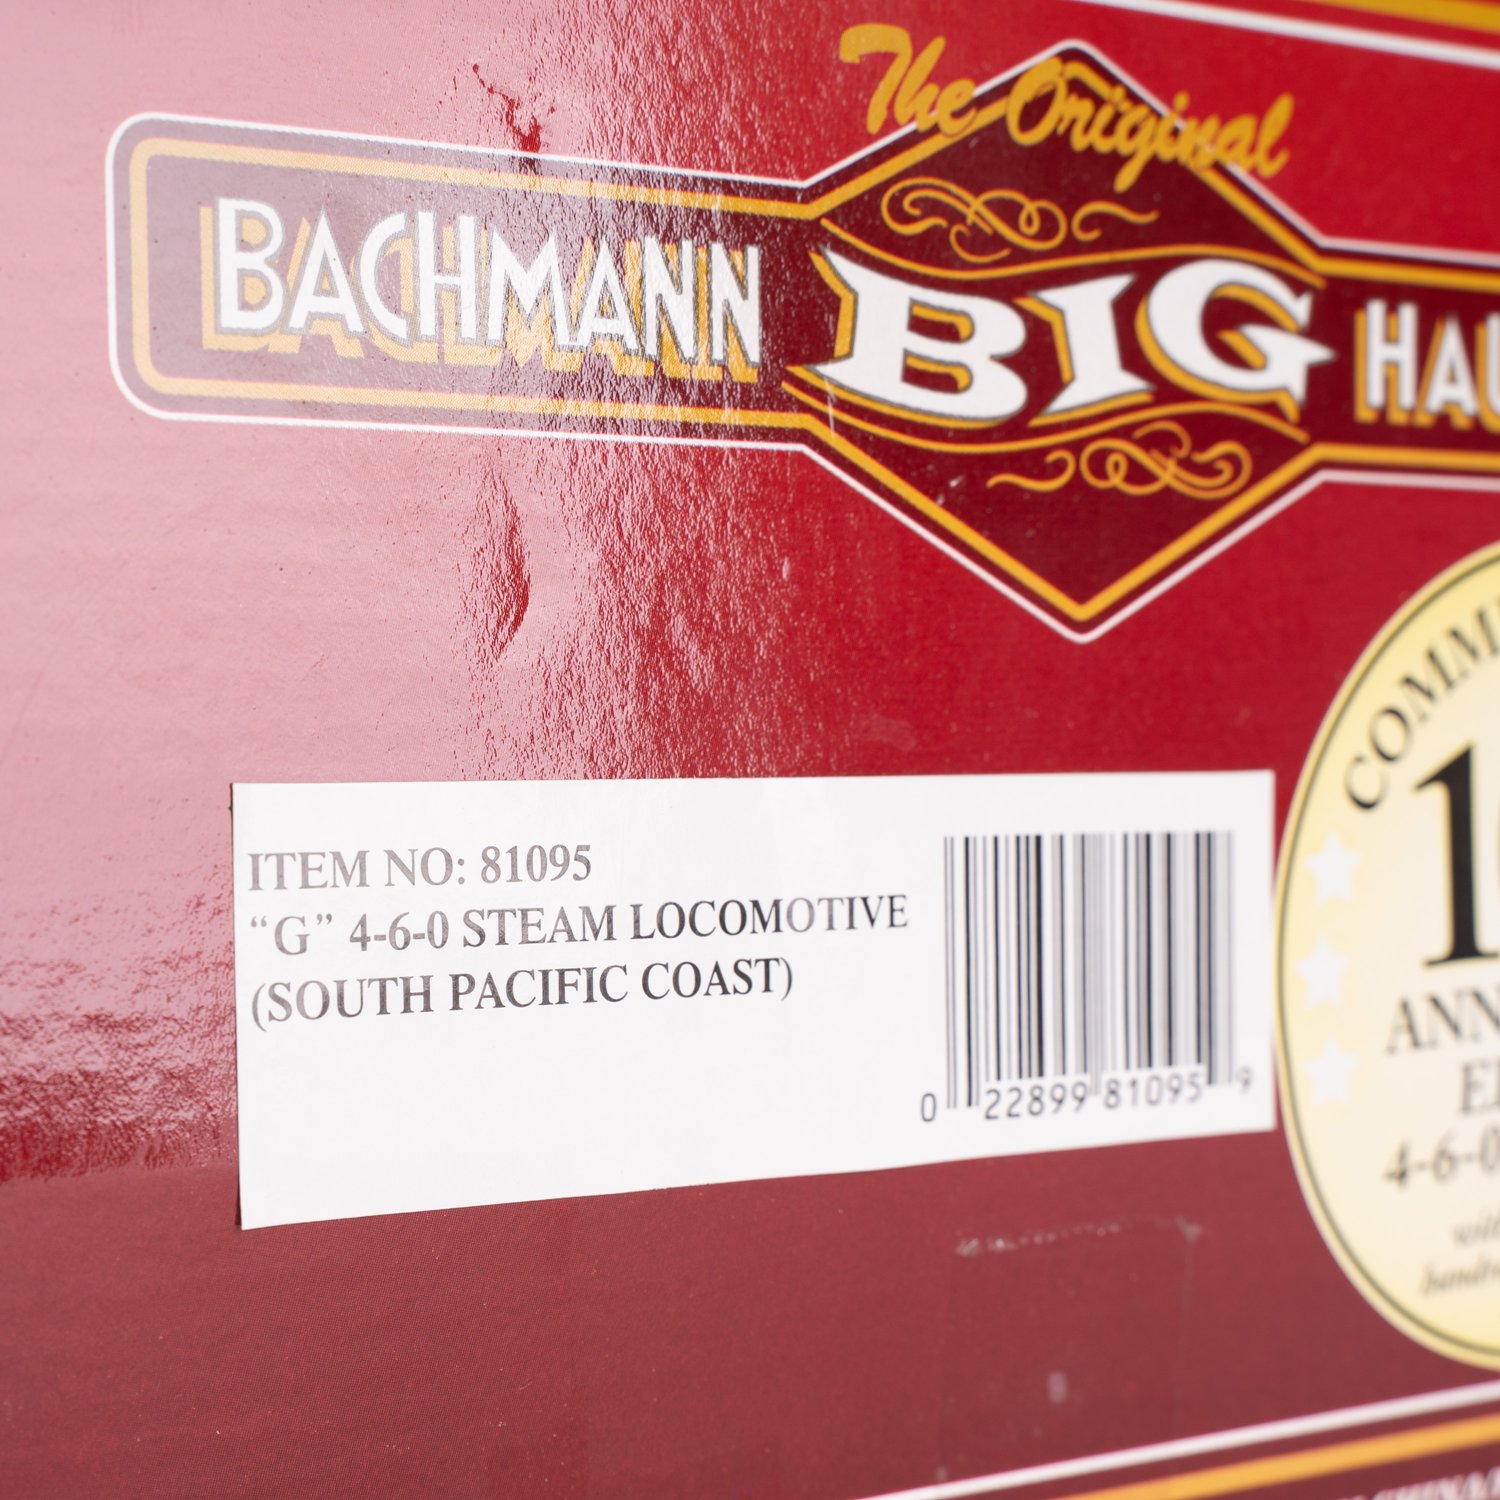 The Original
BACHMANN BIG HAU
ITEM NO: 81095
“G” 4-6-0 STEAM LOCOMOTIVE
(SOUTH PACIFIC COAST)
0 22899 81095 9
COMM
1
ANN
4-6-0